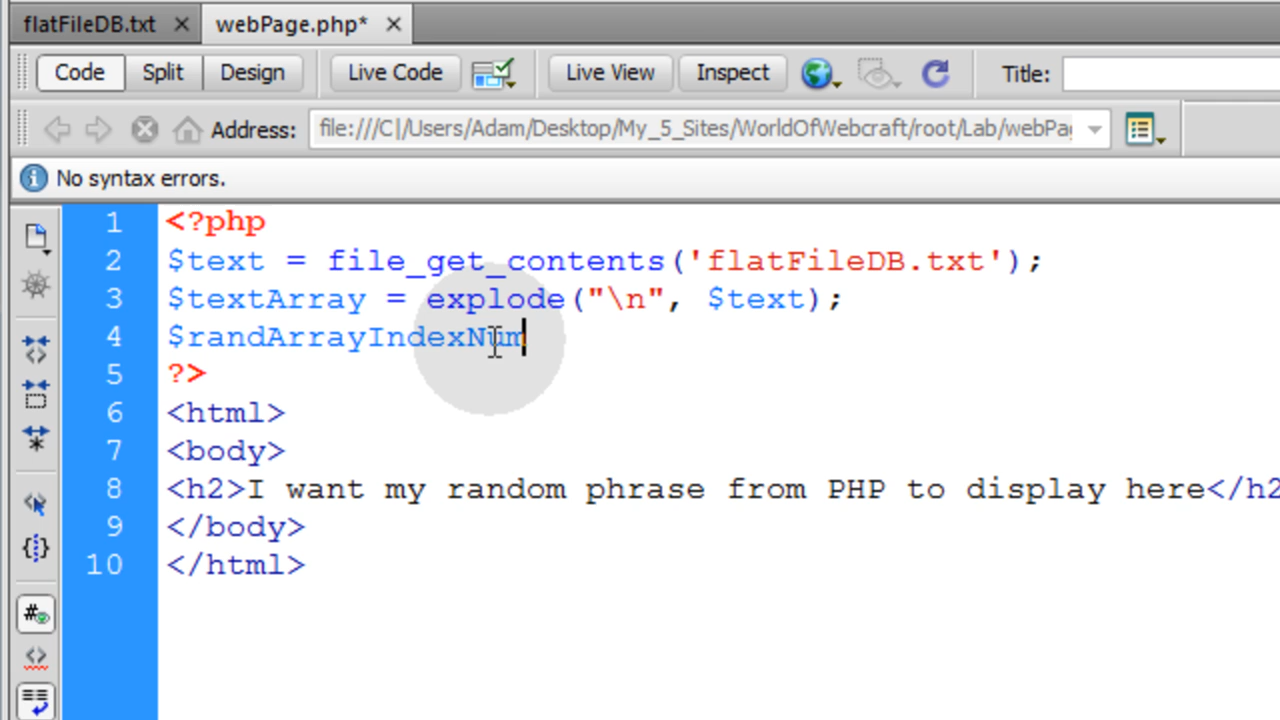 flatFileDB.txt × webPage.php* ×
Code Split Design Live Code Live View Inspect Title:
Address: file:///C|/Users/Adam/Desktop/My_5_Sites/WorldOfWebcraft/root/Lab/webPa
No syntax errors.
1 <?php
2 $text = file_get_contents('flatFileDB.txt');
3 $textArray = explode("\n", $text);
4 $randArrayIndexNum
5 ?>
6 <html>
7 <body>
8 <h2>I want my random phrase from PHP to display here</h2
9 </body>
10 </html>